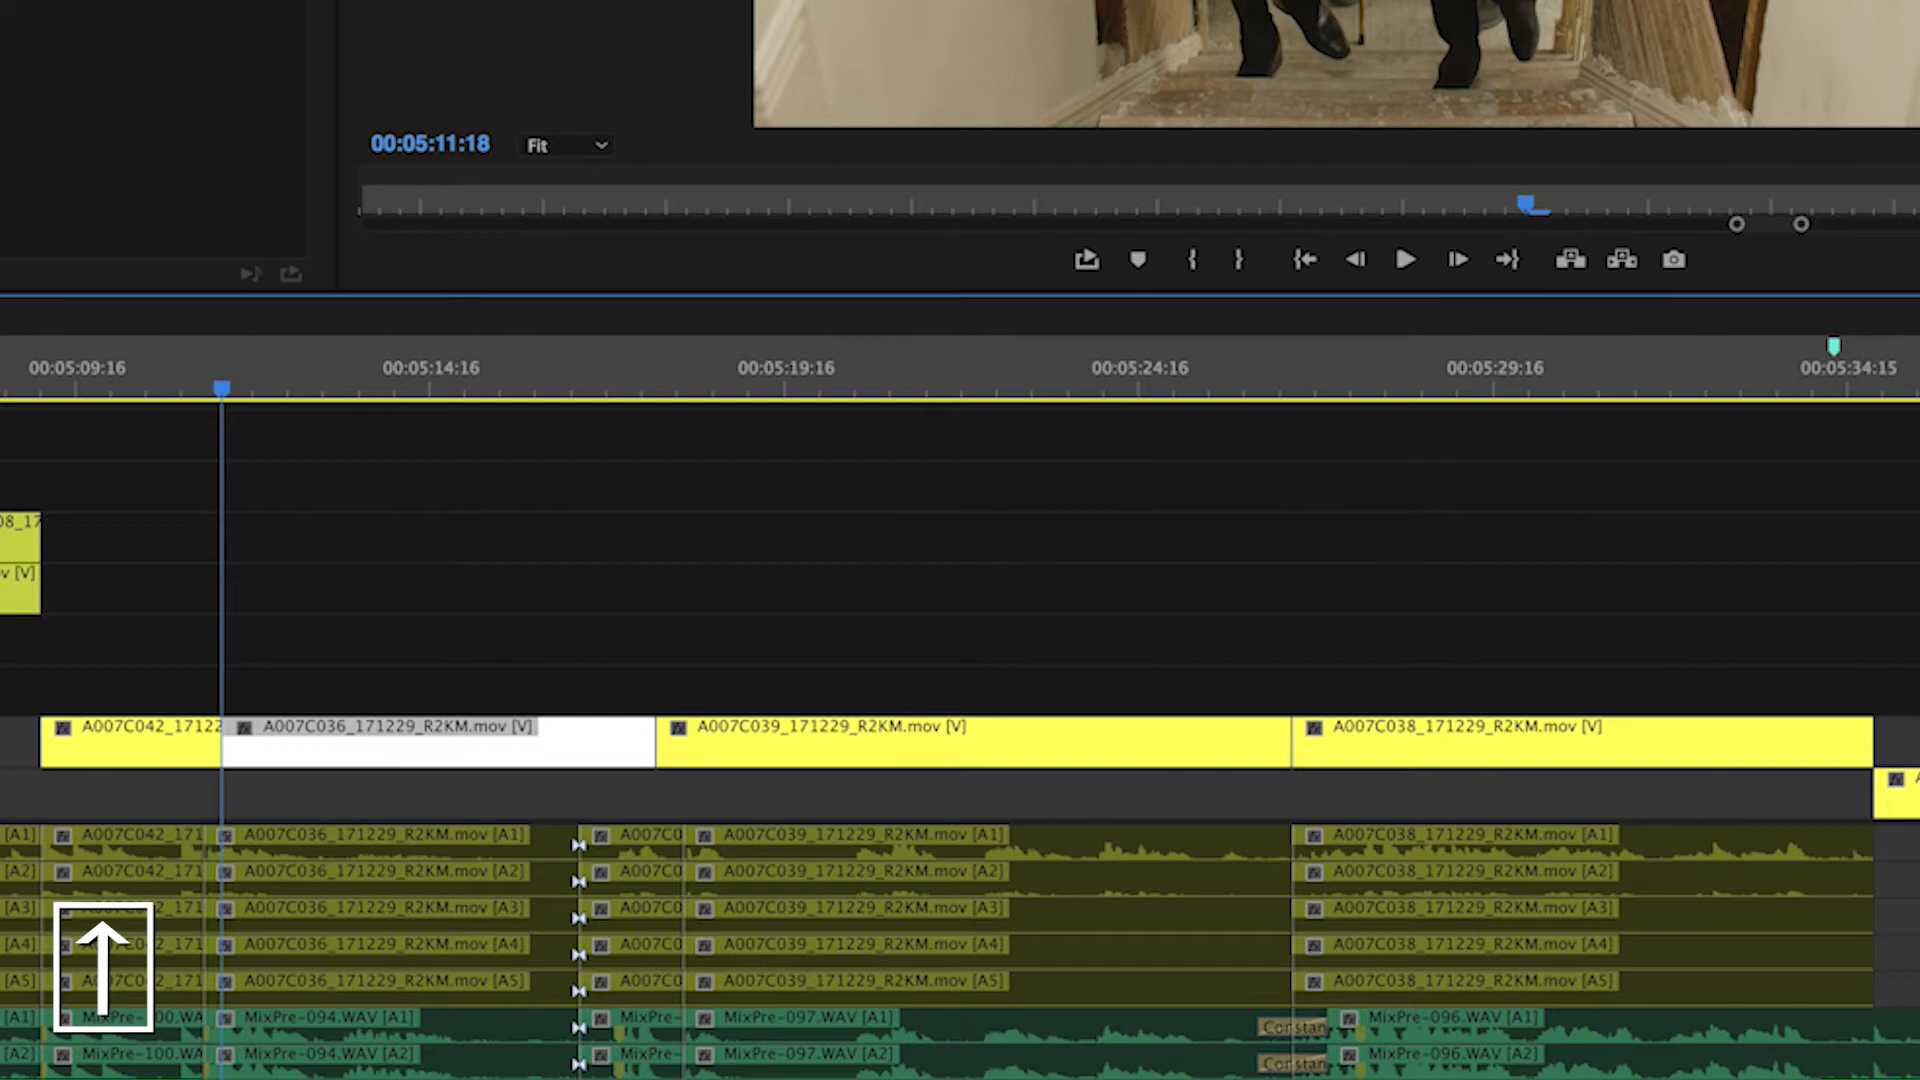 00:05:11:18 Fit
00:05:09:16 00:05:14:16 00:05:19:16 00:05:24:16 00:05:29:16 00:05:34:15
08_17
v [V]
A007C042_17122 A007C036_171229_R2KM.mov [V] A007C039_171229_R2KM.mov [V] A007C038_171229_R2KM.mov [V]
[A1] A007C042_171 A007C036_171229_R2KM.mov [A1] A007C0 A007C039_171229_R2KM.mov [A1] A007C038_171229_R2KM.mov [A1]
[A2] A007C042_171 A007C036_171229_R2KM.mov [A2] A007C0 A007C039_171229_R2KM.mov [A2] A007C038_171229_R2KM.mov [A2]
[A3] 2_171 A007C036_171229_R2KM.mov [A3] A007C0 A007C039_171229_R2KM.mov [A3] A007C038_171229_R2KM.mov [A3]
[A4] 2_171 A007C036_171229_R2KM.mov [A4] A007C0 A007C039_171229_R2KM.mov [A4] A007C038_171229_R2KM.mov [A4]
[A5] 2_171 A007C036_171229_R2KM.mov [A5] A007C0 A007C039_171229_R2KM.mov [A5] A007C038_171229_R2KM.mov [A5]
[A1] MixPre-100.WA MixPre-094.WAV [A1] MixPre- MixPre-097.WAV [A1] Constan MixPre-096.WAV [A1]
[A2] MixPre-100.WA MixPre-094.WAV [A2] MixPre- MixPre-097.WAV [A2] Constan MixPre-096.WAV [A2]